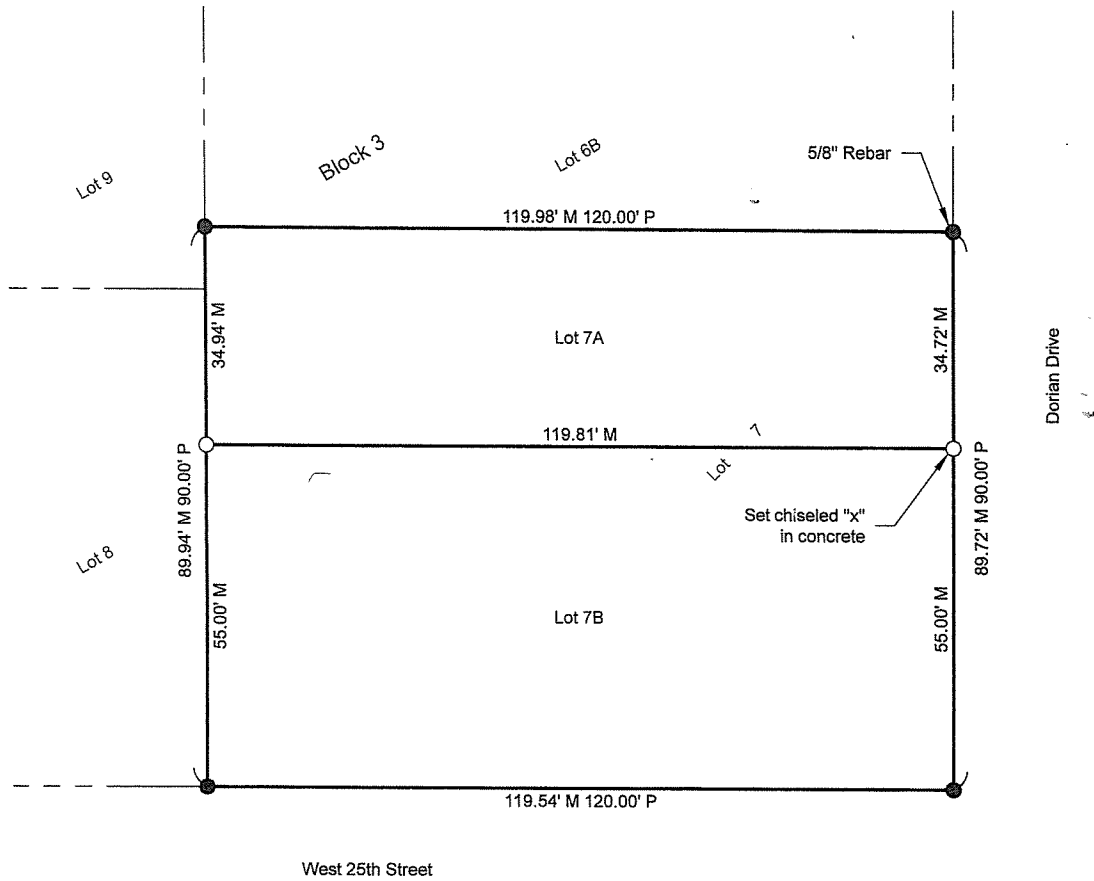 Block 3
Lot 6B
5/8" Rebar
Lot 9
119.98' M 120.00' P
34.94' M
Lot 7A
34.72' M
Dorian Drive
119.81' M
Lot 7
89.94' M 90.00' P
Set chiseled "x"
in concrete
89.72' M 90.00' P
Lot 8
55.00' M
Lot 7B
55.00' M
119.54' M 120.00' P
West 25th Street